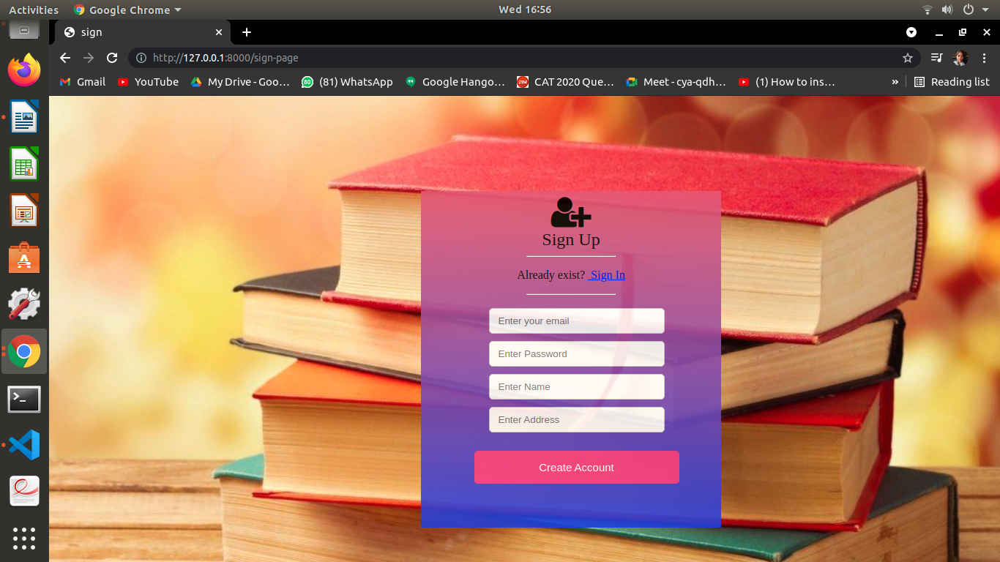 Activities Google Chrome Wed 16:56
sign
http://127.0.0.1:8000/sign-page
Gmail YouTube My Drive - Goo… (81) WhatsApp Google Hango… CAT 2020 Que… Meet - cya-qdh… (1) How to ins… » Reading list
Sign Up
Already exist? Sign In
Enter your email
Enter Password
Enter Name
Enter Address
Create Account